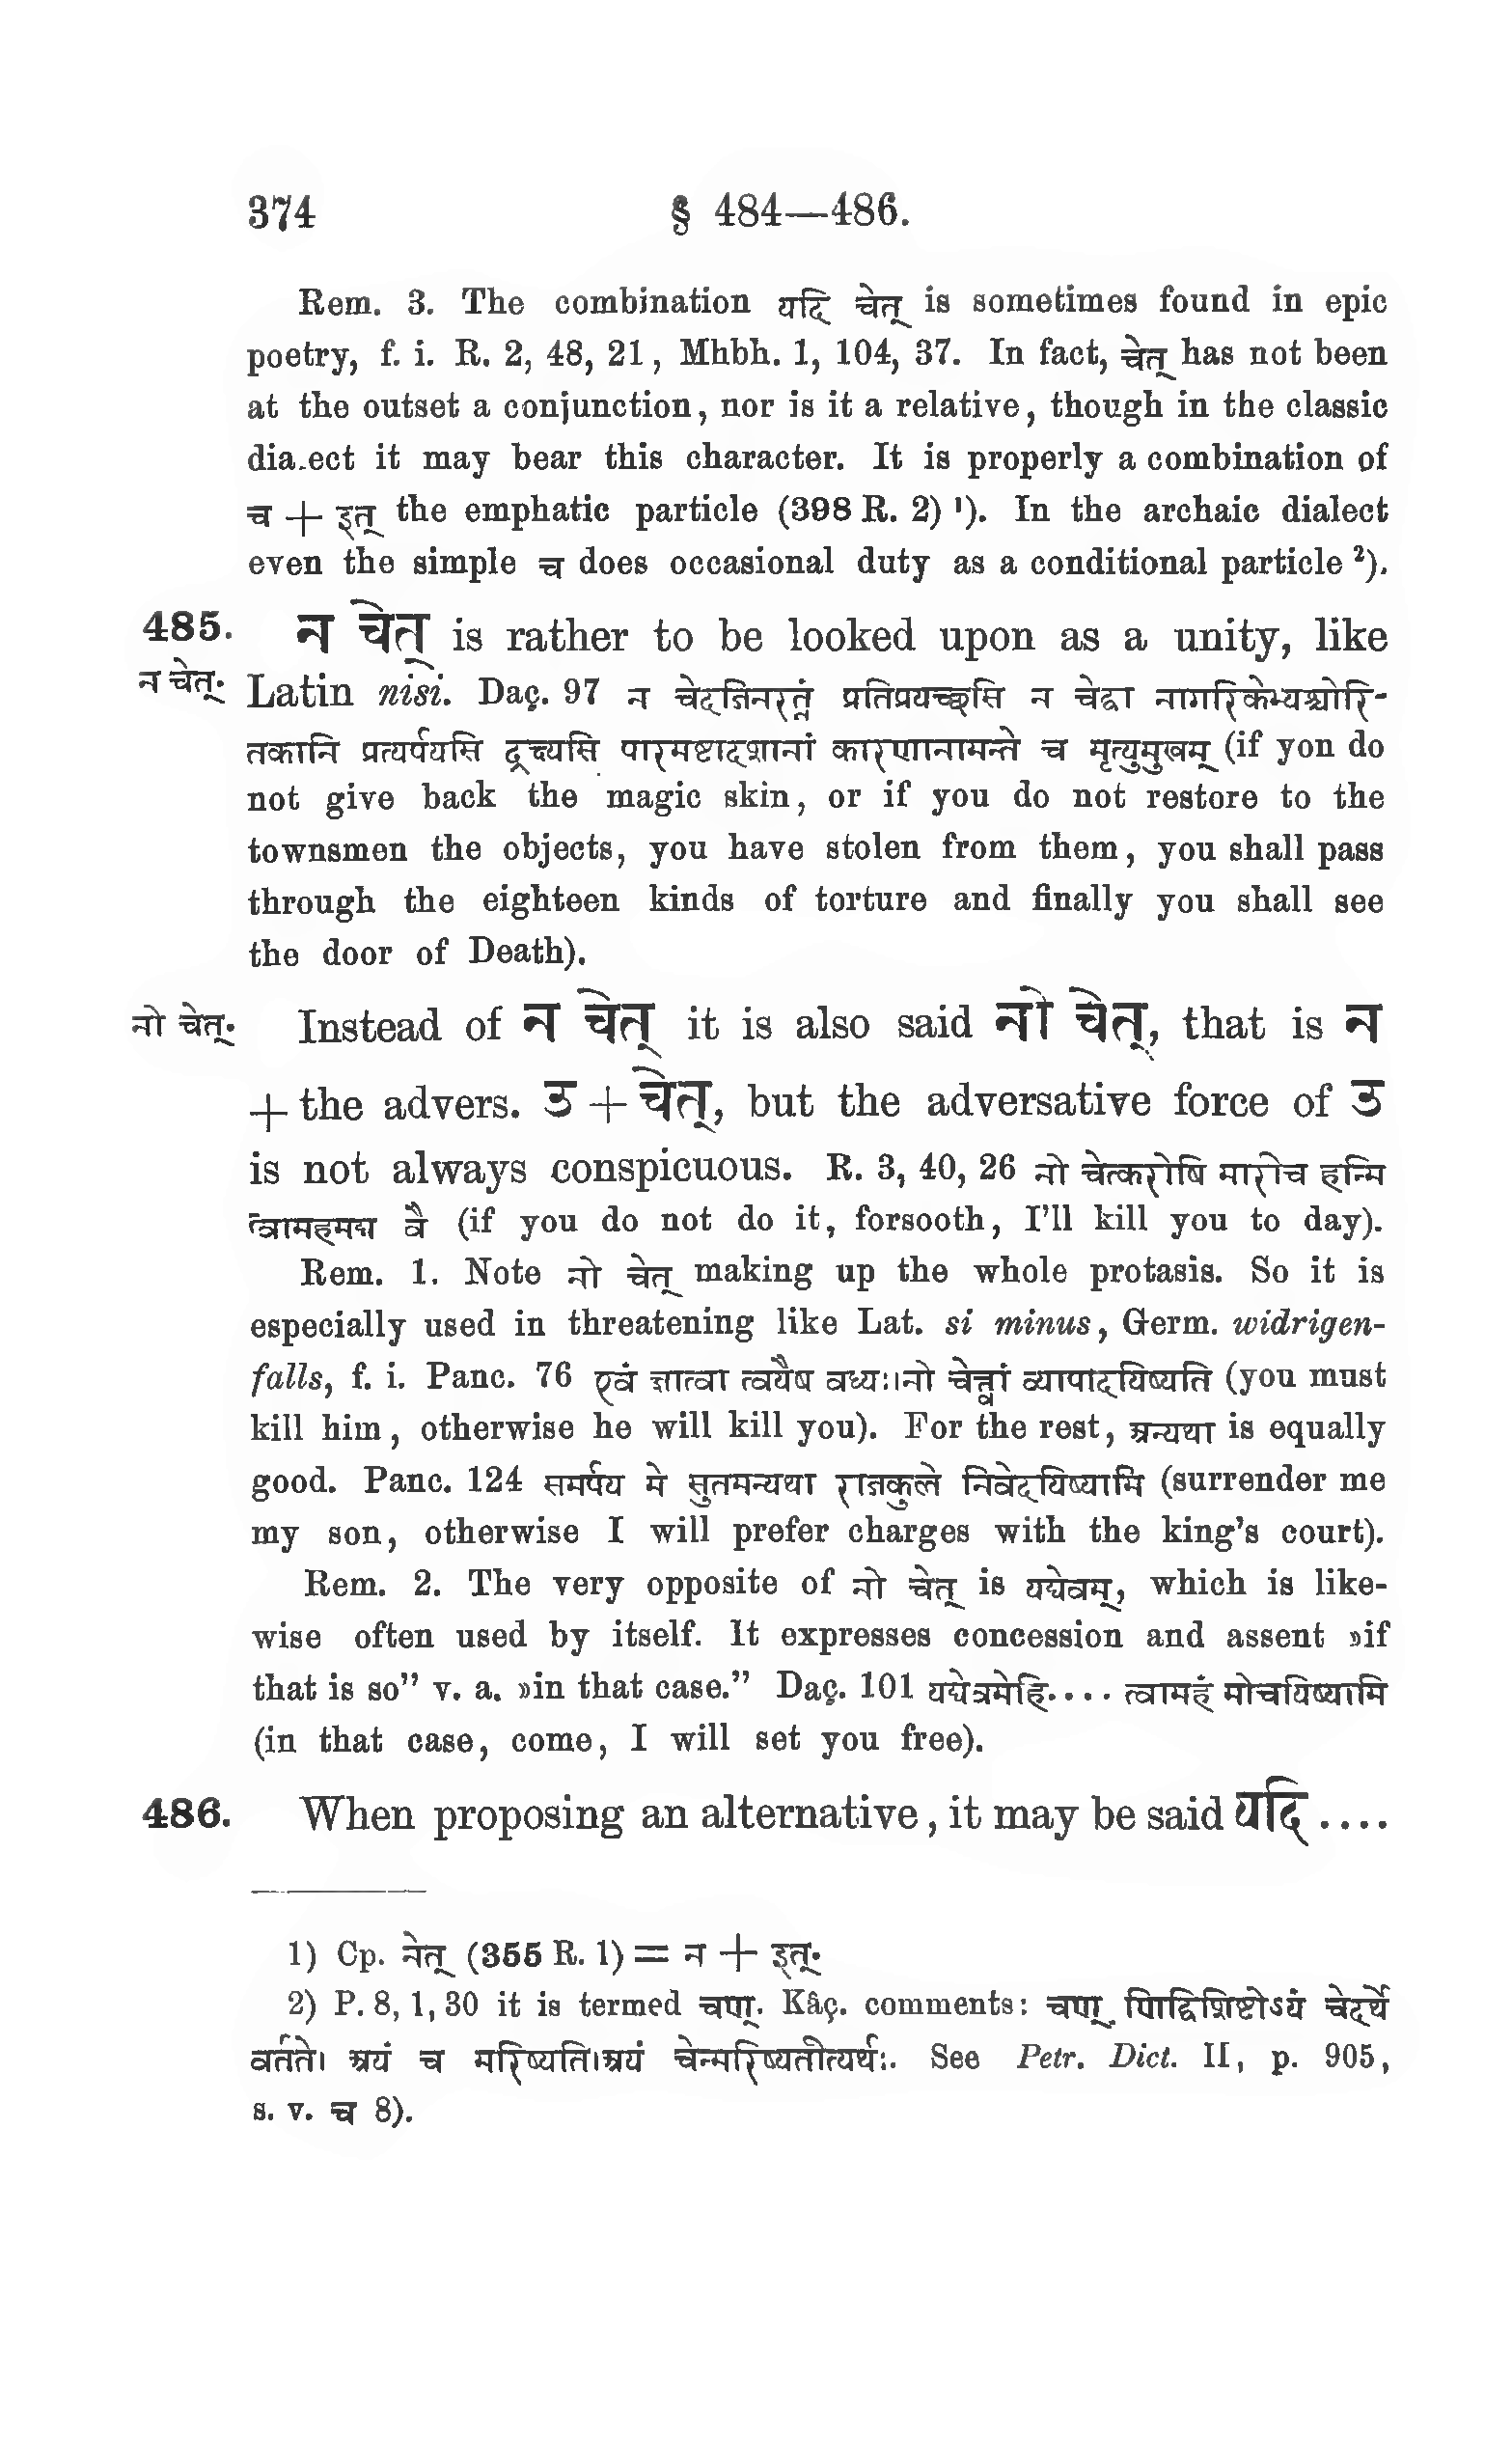 374 § 484—486.
Rem. 3. The combination यदि चेत् is sometimes found in epic
poetry, f. i. R. 2, 48, 21, Mhbh. 1, 104, 37. In fact, चेत् has not been
at the outset a conjunction, nor is it a relative, though in the classic
dia.ect it may bear this character. It is properly a combination of
च + इत् the emphatic particle (398 R. 2) ¹). In the archaic dialect
even the simple च does occasional duty as a conditional particle ²).
485. न चेत् is rather to be looked upon as a unity, like
न चेत्. Latin nisi. Daç. 97 न चेदजिनरत्नं प्रतिप्रयच्छसि न चेद्वा नागरिकेभ्यश्चोरि-
तकानि प्रत्यर्पयसि द्रक्ष्यसि पारमष्टादशानां कारणानामन्ते च मृत्युमुखम् (if yon do
not give back the magic skin, or if you do not restore to the
townsmen the objects, you have stolen from them, you shall pass
through the eighteen kinds of torture and finally you shall see
the door of Death).
नो चेत्. Instead of न चेत् it is also said नो चेत्, that is न
+ the advers. उ + चेत्, but the adversative force of उ
is not always conspicuous. R. 3, 40, 26 नो चेत्करोषि मारीच हन्मि
त्वामहमद्य वै (if you do not do it, forsooth, I'll kill you to day).
Rem. 1. Note नो चेत् making up the whole protasis. So it is
especially used in threatening like Lat. si minus, Germ. widrigen-
falls, f. i. Panc. 76 एवं ज्ञात्वा त्वयैष वध्यः।नो चेत्त्वां व्यापादयिष्यति (you must
kill him, otherwise he will kill you). For the rest, अन्यथा is equally
good. Panc. 124 समर्पय मे सुतमन्यथा राजकुले निवेदयिष्यामि (surrender me
my son, otherwise I will prefer charges with the king's court).
Rem. 2. The very opposite of नो चेत् is यद्येवम्, which is like-
wise often used by itself. It expresses concession and assent »if
that is so” v. a. »in that case.” Daç. 101 यद्येवमेहि.... त्वामहं मोचयिष्यामि
(in that case, come, I will set you free).
486. When proposing an alternative, it may be said यदि ....
1) Cp. नेत् (355 R. 1) = न + इत्.
2) P. 8, 1, 30 it is termed चण्. Kâç. comments: चण् णिद्विशिष्टोऽयं चेदर्थे
वर्तते। अयं च मरिष्यति।अयं चेन्मरिष्यतीत्यर्थः. See Petr. Dict. II, p. 905,
s. v. च 8).